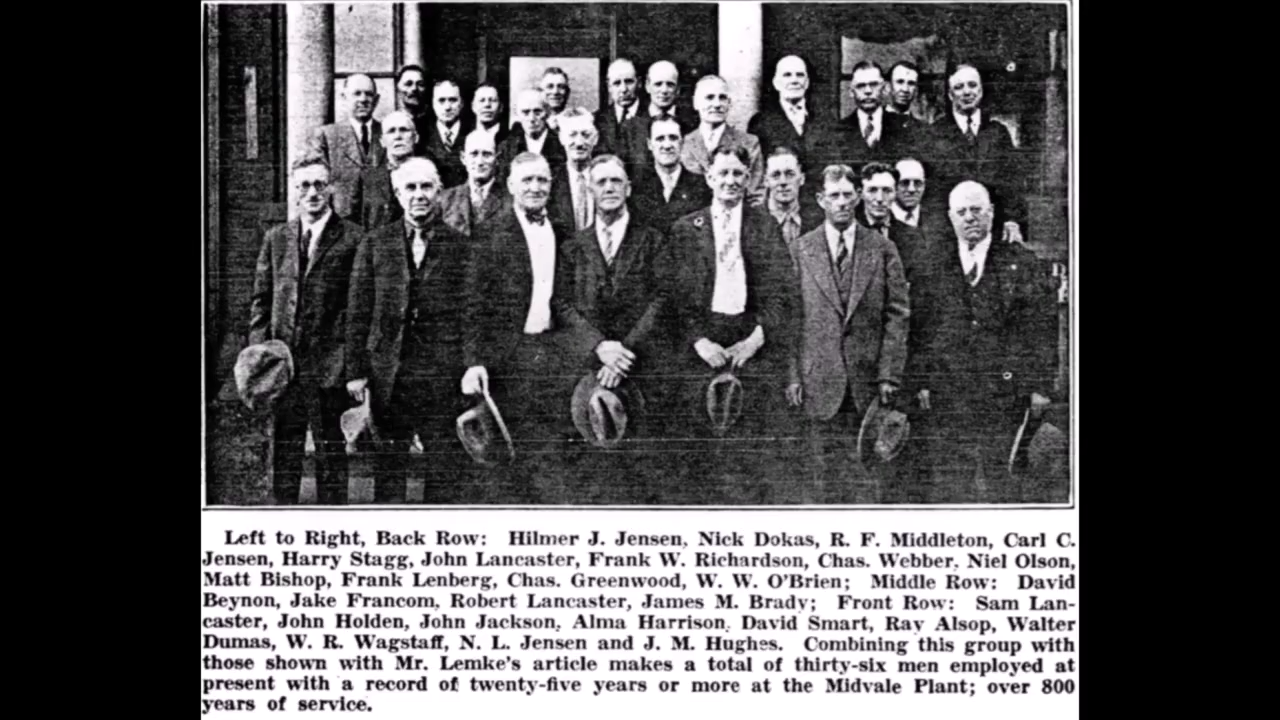 Left to Right, Back Row: Hilmer J. Jensen, Nick Dokas, R. F. Middleton, Carl C.
Jensen, Harry Stagg, John Lancaster, Frank W. Richardson, Chas. Webber, Niel Olson,
Matt Bishop, Frank Lenberg, Chas. Greenwood, W. W. O'Brien; Middle Row: David
Beynon, Jake Francom, Robert Lancaster, James M. Brady; Front Row: Sam Lan-
caster, John Holden, John Jackson, Alma Harrison, David Smart, Ray Alsop, Walter
Dumas, W. R. Wagstaff, N. L. Jensen and J. M. Hughes. Combining this group with
those shown with Mr. Lemke's article makes a total of thirty-six men employed at
present with a record of twenty-five years or more at the Midvale Plant; over 800
years of service.